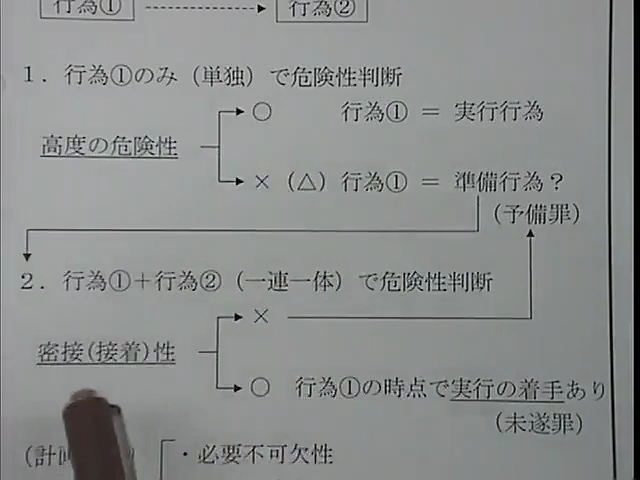 行為① 行為②
１．行為①のみ（単独）で危険性判断
○ 行為① ＝ 実行行為
高度の危険性
×（△）行為① ＝ 準備行為？
（予備罪）
２．行為①＋行為②（一連一体）で危険性判断
×
密接（接着）性
○ 行為①の時点で実行の着手あり
（未遂罪）
（計 ・必要不可欠性